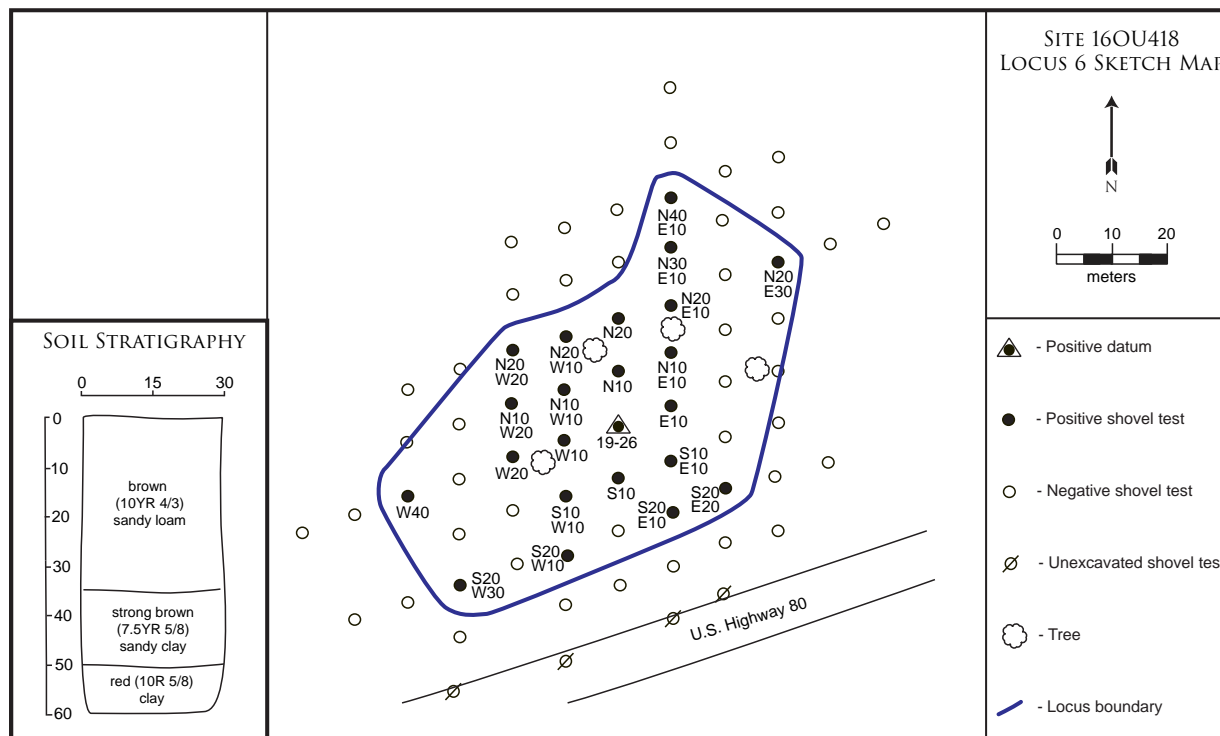 SITE 16OU418
LOCUS 6 SKETCH MAP
N
0 10 20
meters
SOIL STRATIGRAPHY
0 15 30
0
-10
-20
-30
-40
-50
-60
brown
(10YR 4/3)
sandy loam
strong brown
(7.5YR 5/8)
sandy clay
red (10R 5/8)
clay
N40
E10
N30
E10
N20
E30
N20
E10
N20
N20
W10
N20
W20
N10
E10
N10
N10
W10
N10
W20
E10
19-26
W10
W20
S10
E10
S10
S20
E20
S20
E10
W40
S10
W10
S20
W10
S20
W30
U.S. Highway 80
- Positive datum
- Positive shovel test
- Negative shovel test
- Unexcavated shovel test
- Tree
- Locus boundary